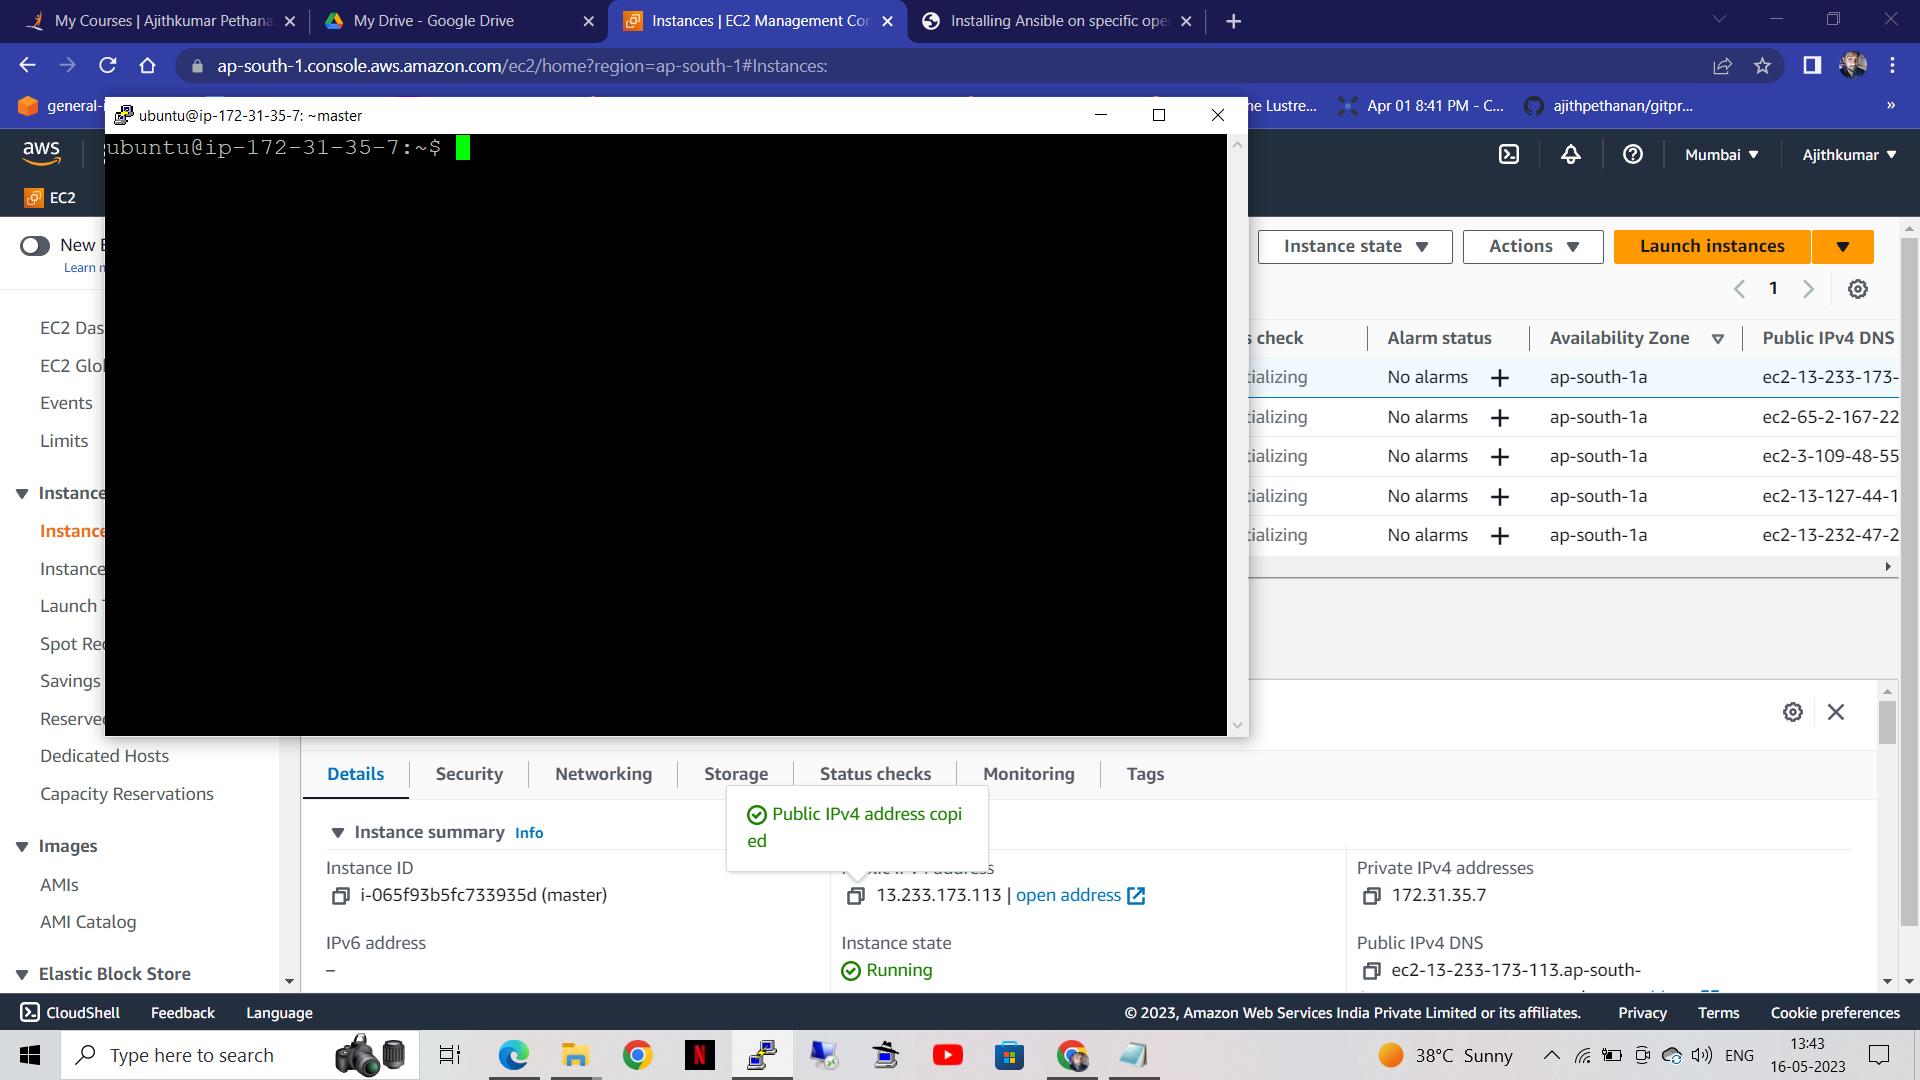 My Courses | Ajithkumar Pethana
My Drive - Google Drive
Instances | EC2 Management Con
Installing Ansible on specific ope
ap-south-1.console.aws.amazon.com/ec2/home?region=ap-south-1#Instances:
general-i
ne Lustre...
Apr 01 8:41 PM - C...
ajithpethanan/gitpr...
»
ubuntu@ip-172-31-35-7: ~master
ubuntu@ip-172-31-35-7:~$
aws
Mumbai
Ajithkumar
EC2
New E
Learn m
Instance state
Actions
Launch instances
1
s check
Alarm status
Availability Zone
Public IPv4 DNS
tializing
No alarms
ap-south-1a
ec2-13-233-173-
tializing
No alarms
ap-south-1a
ec2-65-2-167-22
tializing
No alarms
ap-south-1a
ec2-3-109-48-55
tializing
No alarms
ap-south-1a
ec2-13-127-44-1
tializing
No alarms
ap-south-1a
ec2-13-232-47-2
EC2 Das
EC2 Glo
Events
Limits
Instance
Instance
Instance
Launch T
Spot Rec
Savings
Reserved
Dedicated Hosts
Capacity Reservations
Images
AMIs
AMI Catalog
Elastic Block Store
Details
Security
Networking
Storage
Status checks
Monitoring
Tags
Public IPv4 address copi
ed
Instance summary Info
Instance ID
i-065f93b5fc733935d (master)
Public IPv4 address
13.233.173.113 | open address
Private IPv4 addresses
172.31.35.7
IPv6 address
–
Instance state
Running
Public IPv4 DNS
ec2-13-233-173-113.ap-south-
CloudShell
Feedback
Language
© 2023, Amazon Web Services India Private Limited or its affiliates.
Privacy
Terms
Cookie preferences
Type here to search
N
38°C Sunny
ENG
13:43
16-05-2023